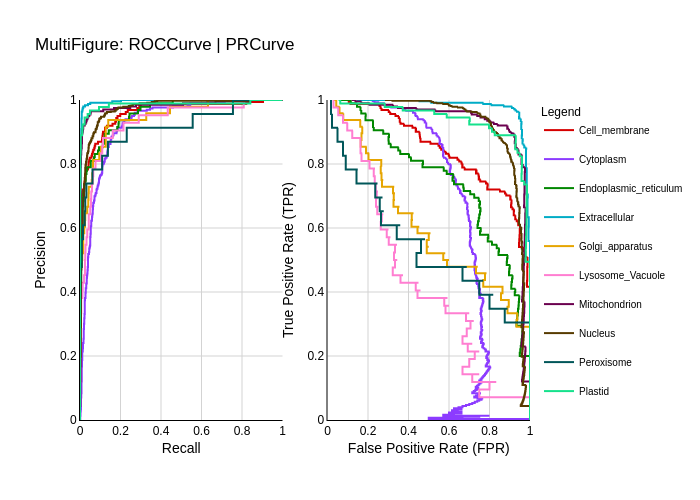 MultiFigure: ROCCurve | PRCurve
Precision
1
0.8
0.6
0.4
0.2
0
0
0.2
0.4
0.6
0.8
1
Recall
True Positive Rate (TPR)
1
0.8
0.6
0.4
0.2
0
0
0.2
0.4
0.6
0.8
1
False Positive Rate (FPR)
Legend
Cell_membrane
Cytoplasm
Endoplasmic_reticulum
Extracellular
Golgi_apparatus
Lysosome_Vacuole
Mitochondrion
Nucleus
Peroxisome
Plastid